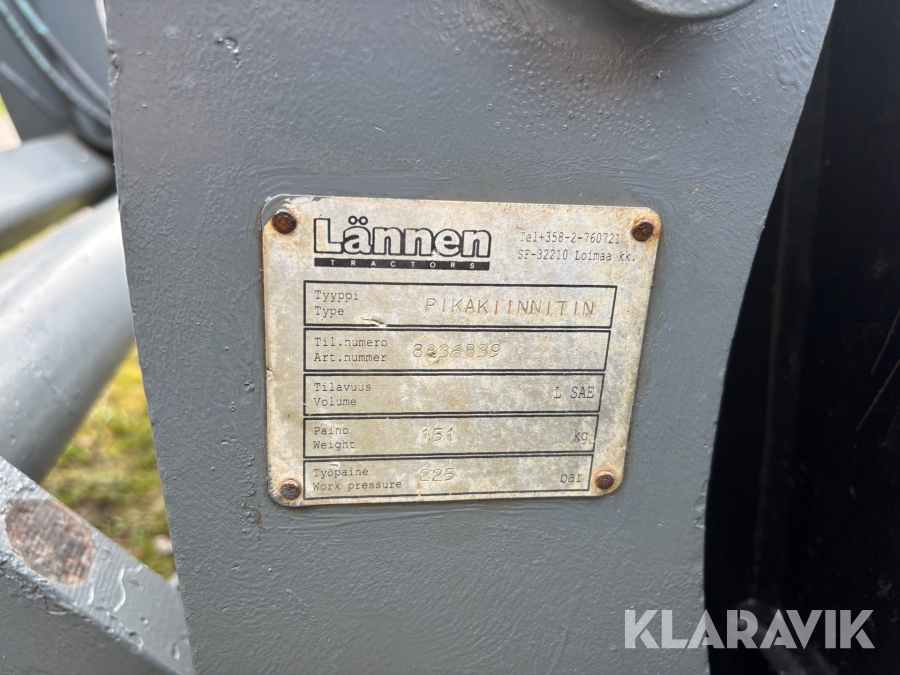 Lännen
TRACTORS
Tel+358-2-760721
SF-32210 Loimaa kk.
Tyyppi
Type
PIKAKIINNITIN
Til.numero
Art.nummer
3836839
Tilavuus
Volume
L SAE
Paino
Weight
151
kg
Työpaine
Work pressure
225
bar
KLARAVIK